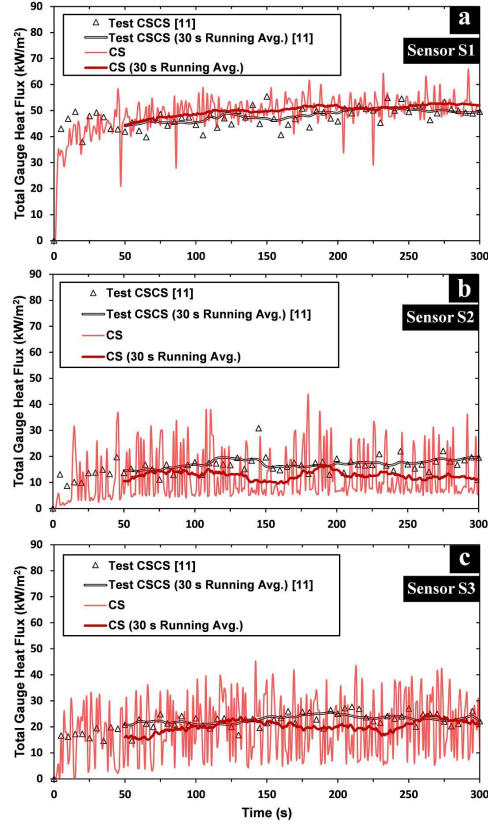 a
Sensor S1
Test CSCS [11]
Test CSCS (30 s Running Avg.) [11]
CS
CS (30 s Running Avg.)
Total Gauge Heat Flux (kW/m²)
90
80
70
60
50
40
30
20
10
0
0 50 100 150 200 250 300
b
Sensor S2
Test CSCS [11]
Test CSCS (30 s Running Avg.) [11]
CS
CS (30 s Running Avg.)
Total Gauge Heat Flux (kW/m²)
90
80
70
60
50
40
30
20
10
0
0 50 100 150 200 250 300
c
Sensor S3
Test CSCS [11]
Test CSCS (30 s Running Avg.) [11]
CS
CS (30 s Running Avg.)
Total Gauge Heat Flux (kW/m²)
90
80
70
60
50
40
30
20
10
0
0 50 100 150 200 250 300
Time (s)